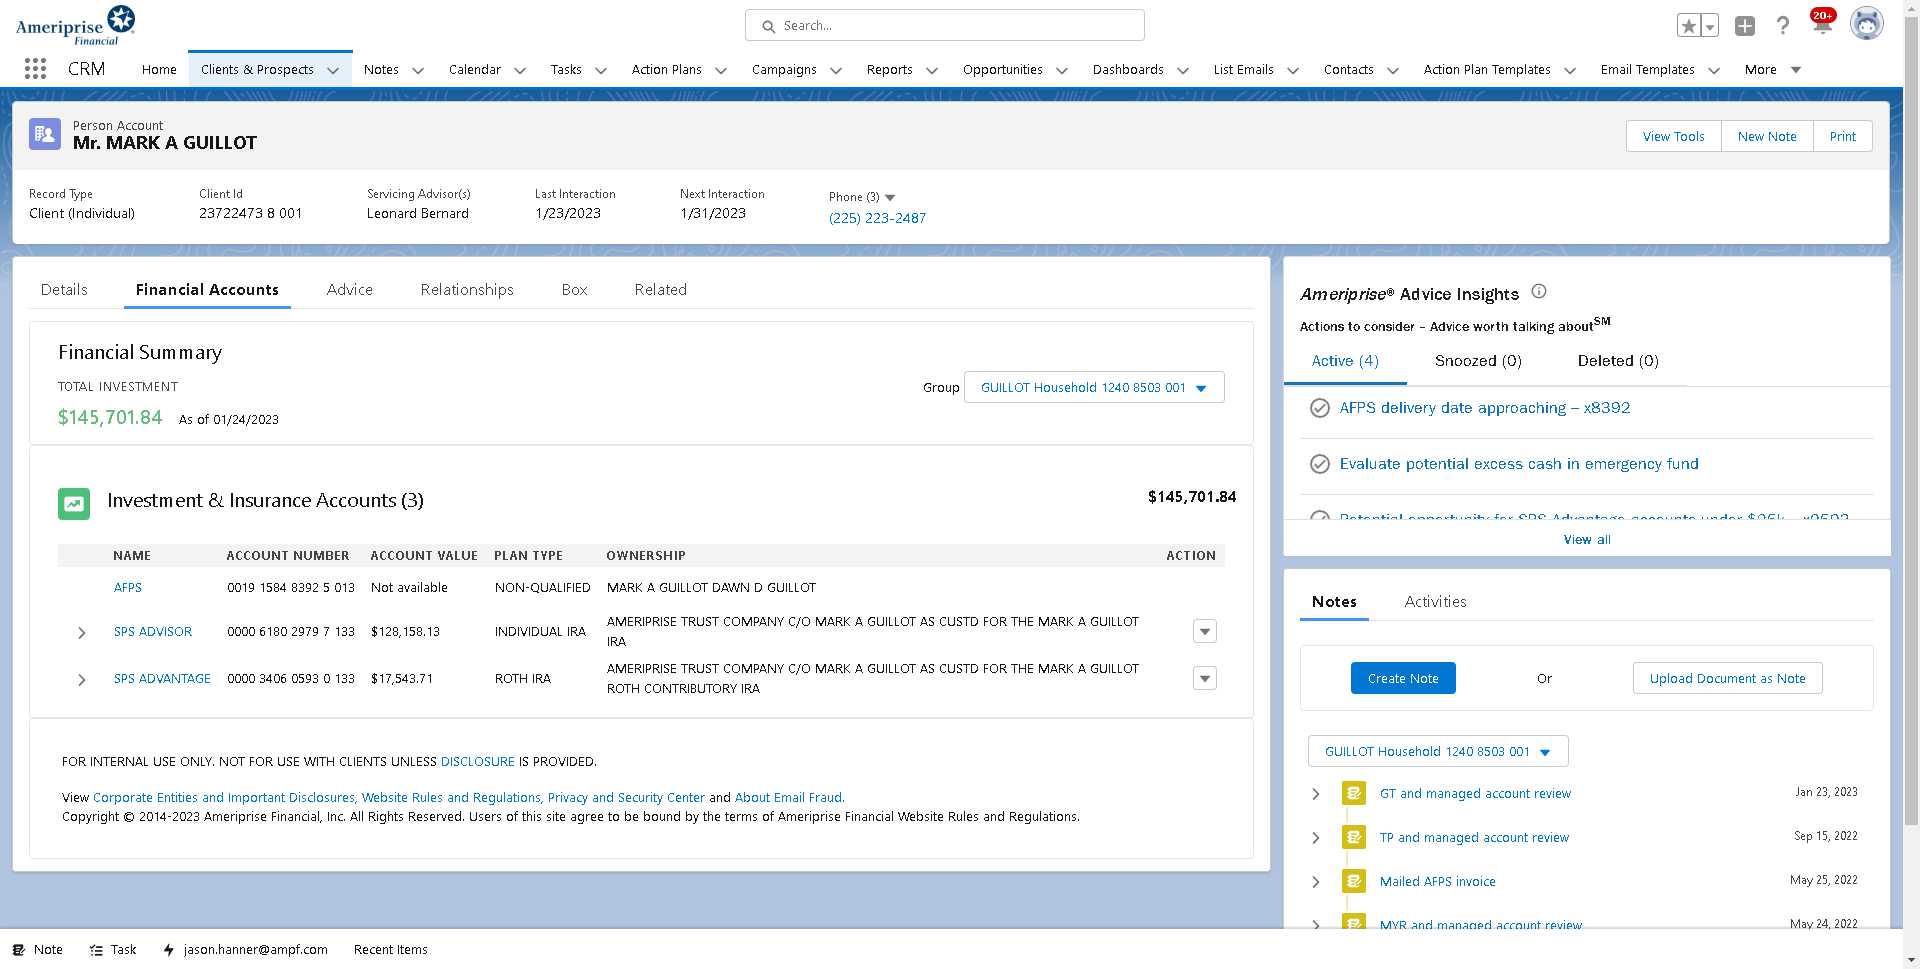 Ameriprise
Financial
Search...
20+
CRM
Home
Clients & Prospects
Notes
Calendar
Tasks
Action Plans
Campaigns
Reports
Opportunities
Dashboards
List Emails
Contacts
Action Plan Templates
Email Templates
More
Person Account
Mr. MARK A GUILLOT
View Tools
New Note
Print
Record Type
Client (Individual)
Client Id
23722473 8 001
Servicing Advisor(s)
Leonard Bernard
Last Interaction
1/23/2023
Next Interaction
1/31/2023
Phone (3)
(225) 223-2487
Details
Financial Accounts
Advice
Relationships
Box
Related
Financial Summary
TOTAL INVESTMENT
$145,701.84 As of 01/24/2023
Group GUILLOT Household 1240 8503 001
Investment & Insurance Accounts (3)
$145,701.84
NAME ACCOUNT NUMBER ACCOUNT VALUE PLAN TYPE OWNERSHIP ACTION
AFPS 0019 1584 8392 5 013 Not available NON-QUALIFIED MARK A GUILLOT DAWN D GUILLOT
SPS ADVISOR 0000 6180 2979 7 133 $128,158.13 INDIVIDUAL IRA AMERIPRISE TRUST COMPANY C/O MARK A GUILLOT AS CUSTD FOR THE MARK A GUILLOT
IRA
SPS ADVANTAGE 0000 3406 0593 0 133 $17,543.71 ROTH IRA AMERIPRISE TRUST COMPANY C/O MARK A GUILLOT AS CUSTD FOR THE MARK A GUILLOT
ROTH CONTRIBUTORY IRA
FOR INTERNAL USE ONLY. NOT FOR USE WITH CLIENTS UNLESS DISCLOSURE IS PROVIDED.
View Corporate Entities and Important Disclosures, Website Rules and Regulations, Privacy and Security Center and About Email Fraud.
Copyright © 2014-2023 Ameriprise Financial, Inc. All Rights Reserved. Users of this site agree to be bound by the terms of Ameriprise Financial Website Rules and Regulations.
Ameriprise® Advice Insights
Actions to consider – Advice worth talking about SM
Active (4)
Snoozed (0)
Deleted (0)
AFPS delivery date approaching – x8392
Evaluate potential excess cash in emergency fund
Potential opportunity for SPS Advantage accounts under $25k – x0593
View all
Notes
Activities
Create Note
Or
Upload Document as Note
GUILLOT Household 1240 8503 001
GT and managed account review Jan 23, 2023
TP and managed account review Sep 15, 2022
Mailed AFPS invoice May 25, 2022
MYR and managed account review May 24, 2022
Note
Task
jason.hanner@ampf.com
Recent Items